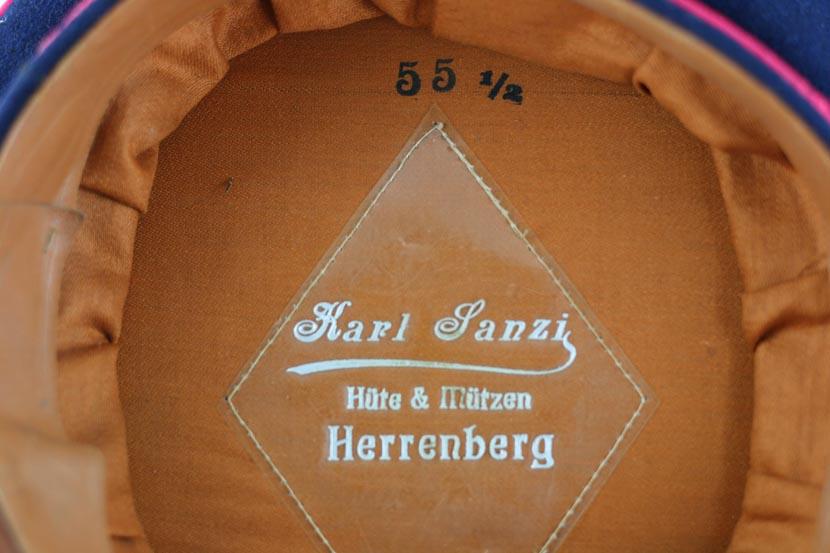 55 1/2
Karl Sanzi
Hüte & Mützen
Herrenberg